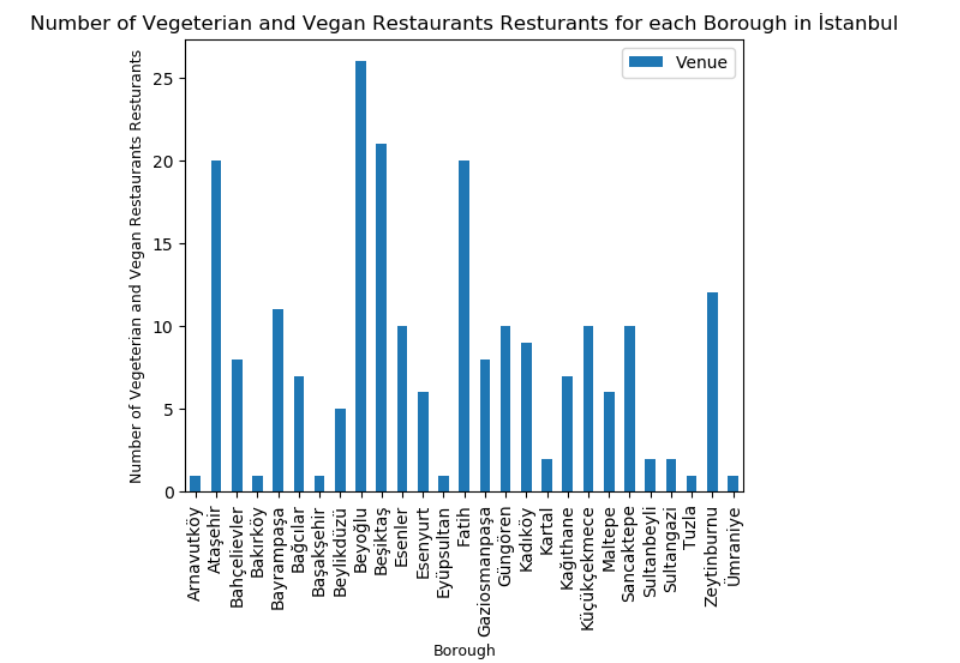 Number of Vegeterian and Vegan Restaurants Resturants for each Borough in İstanbul
Number of Vegeterian and Vegan Restaurants Resturants
25
20
15
10
5
0
Venue
Arnavutköy
Ataşehir
Bahçelievler
Bakırköy
Bayrampaşa
Bağcılar
Başakşehir
Beylikdüzü
Beyoğlu
Beşiktaş
Esenler
Esenyurt
Eyüpsultan
Fatih
Gaziosmanpaşa
Güngören
Kadıköy
Kartal
Kağıthane
Küçükçekmece
Maltepe
Sancaktepe
Sultanbeyli
Sultangazi
Tuzla
Zeytinburnu
Ümraniye
Borough